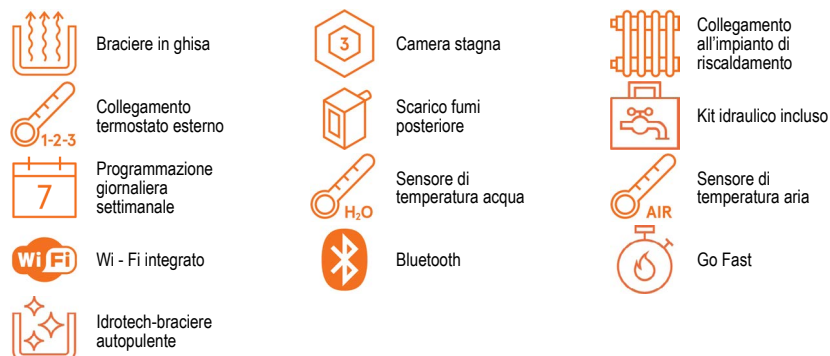 Braciere in ghisa
3
Camera stagna
Collegamento
all'impianto di
riscaldamento
1-2-3
Collegamento
termostato esterno
Scarico fumi
posteriore
Kit idraulico incluso
7
Programmazione
giornaliera
settimanale
H₂O
Sensore di
temperatura acqua
AIR
Sensore di
temperatura aria
Wi Fi
Wi - Fi integrato
Bluetooth
Go Fast
Idrotech-braciere
autopulente